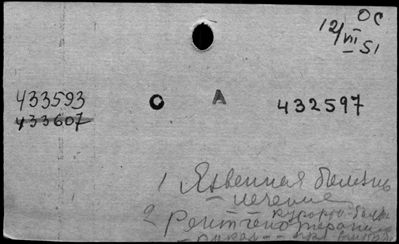 ОС
12/VII 51
433593 О А 432597
433607
1 Язвенная болезнь
- лечение
2 Рентгенотерапия